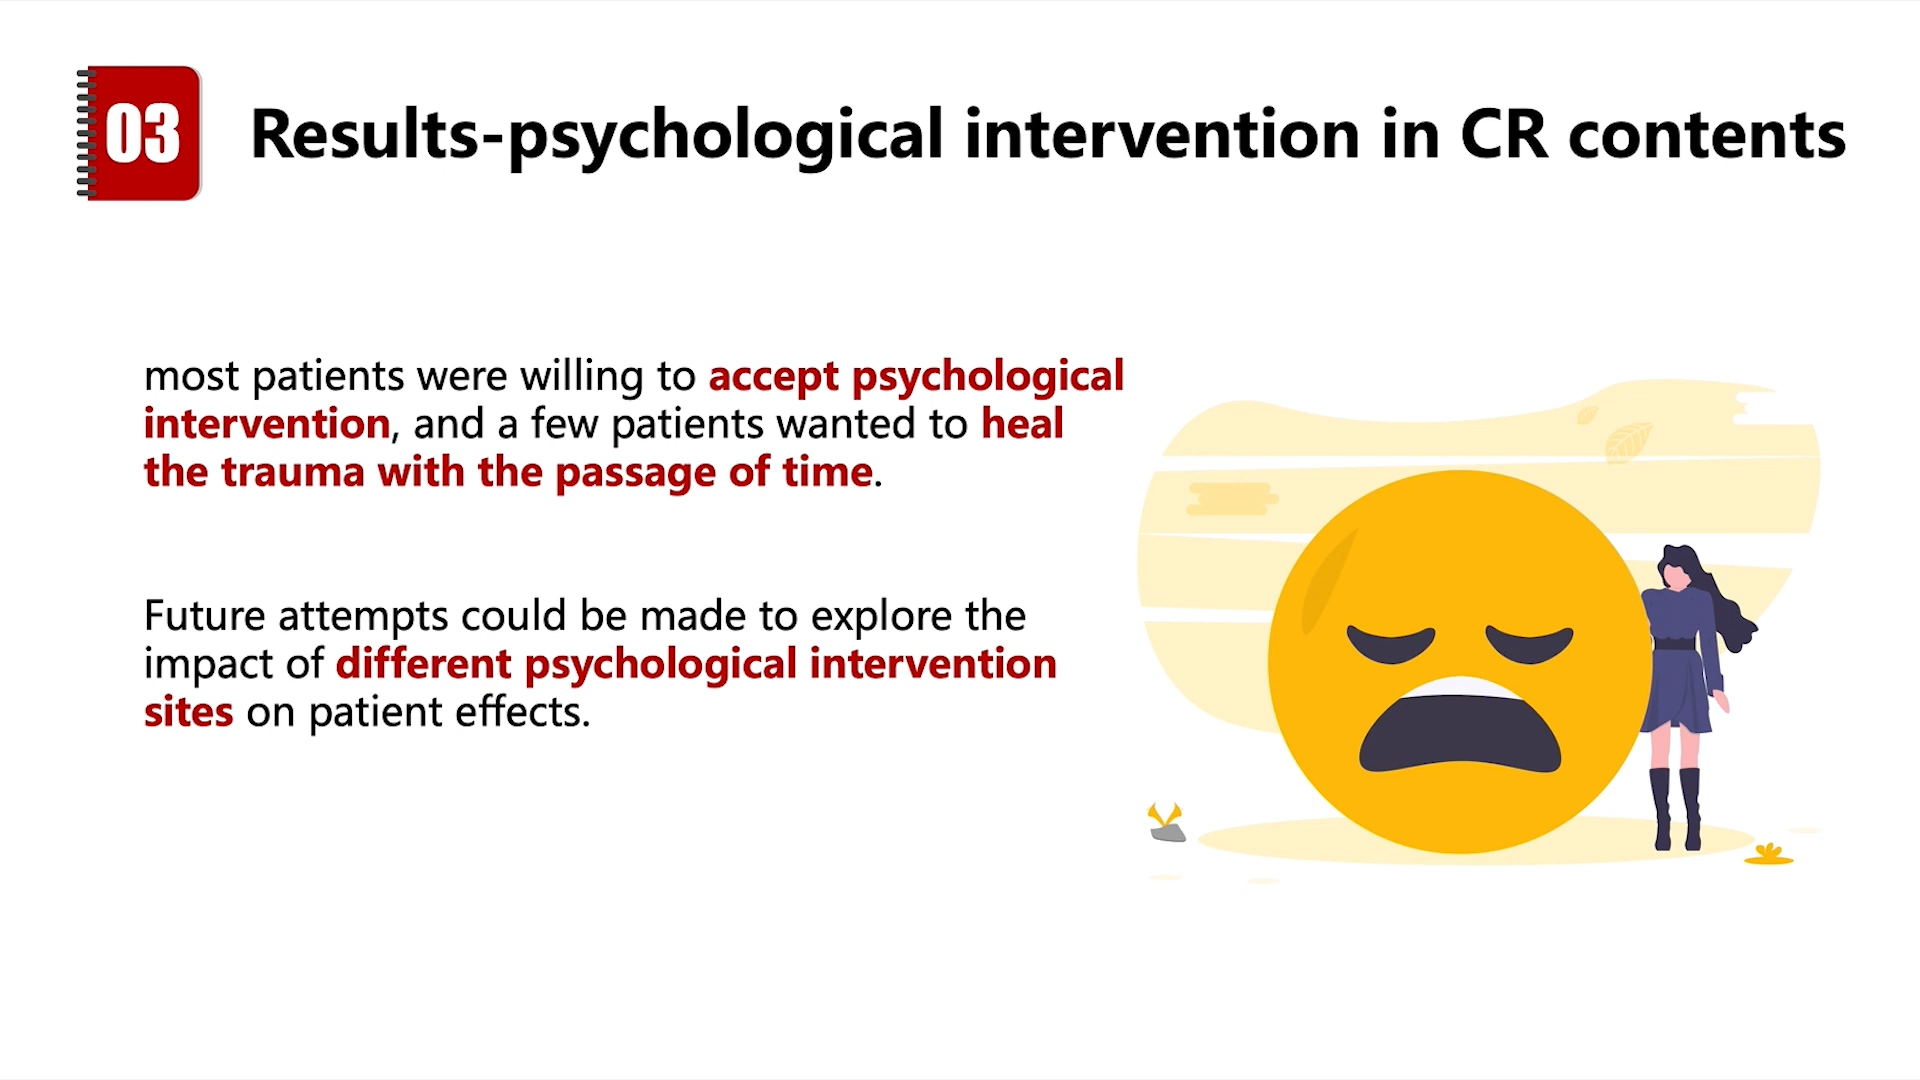 03
Results-psychological intervention in CR contents
most patients were willing to accept psychological
intervention, and a few patients wanted to heal
the trauma with the passage of time.
Future attempts could be made to explore the
impact of different psychological intervention
sites on patient effects.